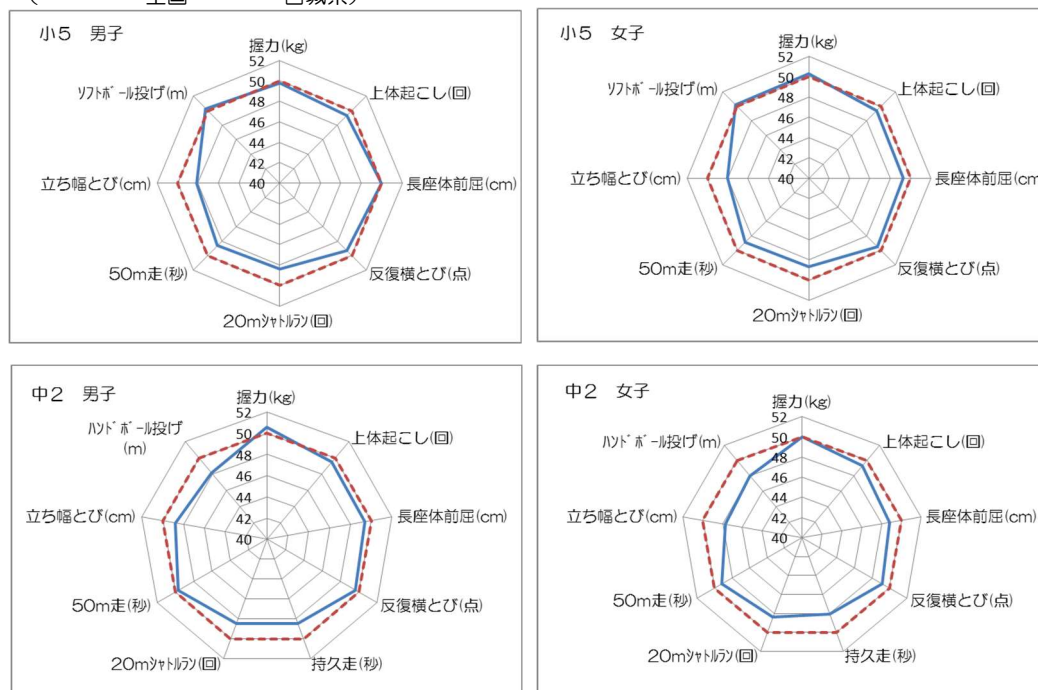 小5 男子
握力(kg)
52
50
48
46
44
42
40
上体起こし(回)
長座体前屈(cm)
反復横とび(点)
20mｼｬﾄﾙﾗﾝ(回)
50m走(秒)
立ち幅とび(cm)
ｿﾌﾄﾎﾞｰﾙ投げ(m)
小5 女子
握力(kg)
52
50
48
46
44
42
40
上体起こし(回)
長座体前屈(cm
反復横とび(点)
20mｼｬﾄﾙﾗﾝ(回)
50m走(秒)
立ち幅とび(cm)
ｿﾌﾄﾎﾞｰﾙ投げ(m)
中2 男子
握力(kg)
52
50
48
46
44
42
40
上体起こし(回)
長座体前屈(cm)
反復横とび(点)
持久走(秒)
20mｼｬﾄﾙﾗﾝ(回)
50m走(秒)
立ち幅とび(cm)
ﾊﾝﾄﾞﾎﾞｰﾙ投げ
(m)
中2 女子
握力(kg)
52
50
48
46
44
42
40
上体起こし(回)
長座体前屈(cm)
反復横とび(点)
持久走(秒)
20mｼｬﾄﾙﾗﾝ(回)
50m走(秒)
立ち幅とび(cm)
ﾊﾝﾄﾞﾎﾞｰﾙ投げ(m)